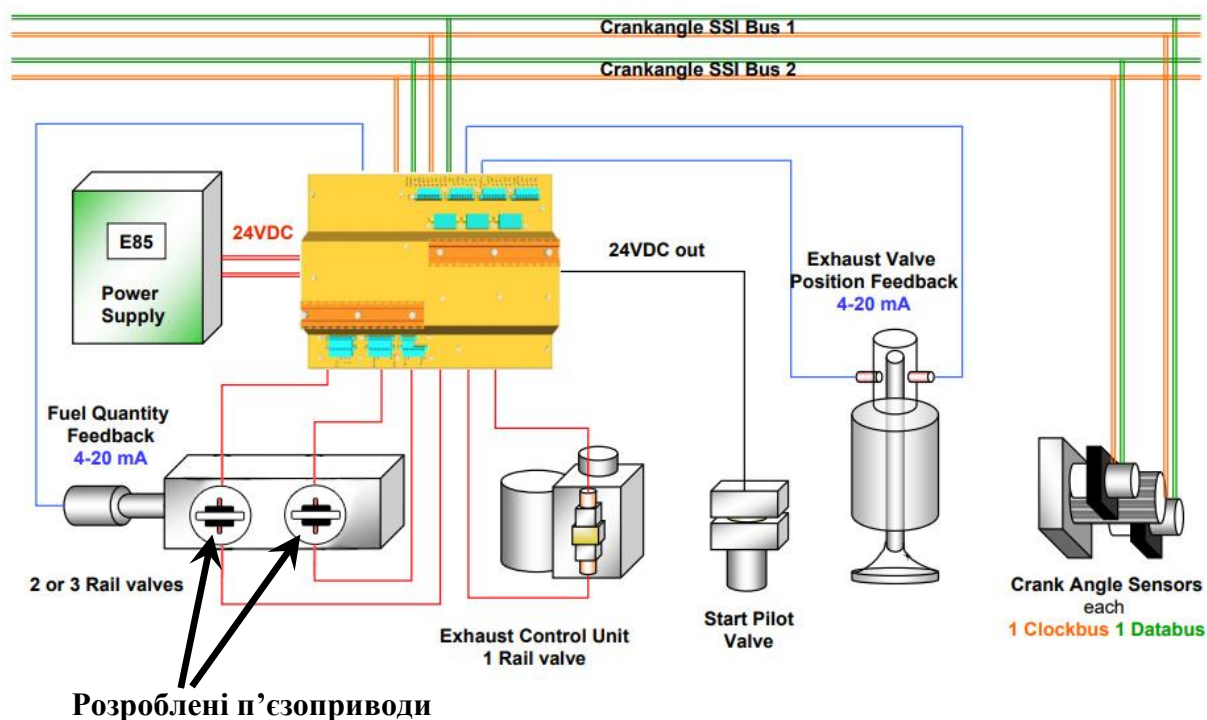 Crankangle SSI Bus 1
Crankangle SSI Bus 2
E85
Power
Supply
24VDC
24VDC out
Exhaust Valve
Position Feedback
4-20 mA
Fuel Quantity
Feedback
4-20 mA
2 or 3 Rail valves
Exhaust Control Unit
1 Rail valve
Start Pilot
Valve
Crank Angle Sensors
each
1 Clockbus 1 Databus
Розроблені п’єзоприводи